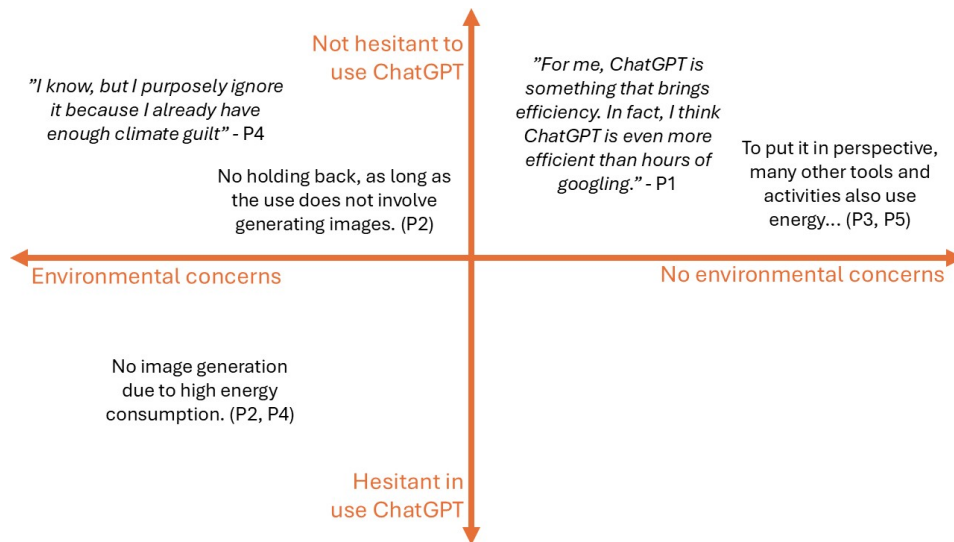 Not hesitant to
use ChatGPT
”I know, but I purposely ignore
it because I already have
enough climate guilt” - P4
No holding back, as long as
the use does not involve
generating images. (P2)
”For me, ChatGPT is
something that brings
efficiency. In fact, I think
ChatGPT is even more
efficient than hours of
googling.” - P1
To put it in perspective,
many other tools and
activities also use
energy... (P3, P5)
Environmental concerns
No environmental concerns
No image generation
due to high energy
consumption. (P2, P4)
Hesitant in
use ChatGPT